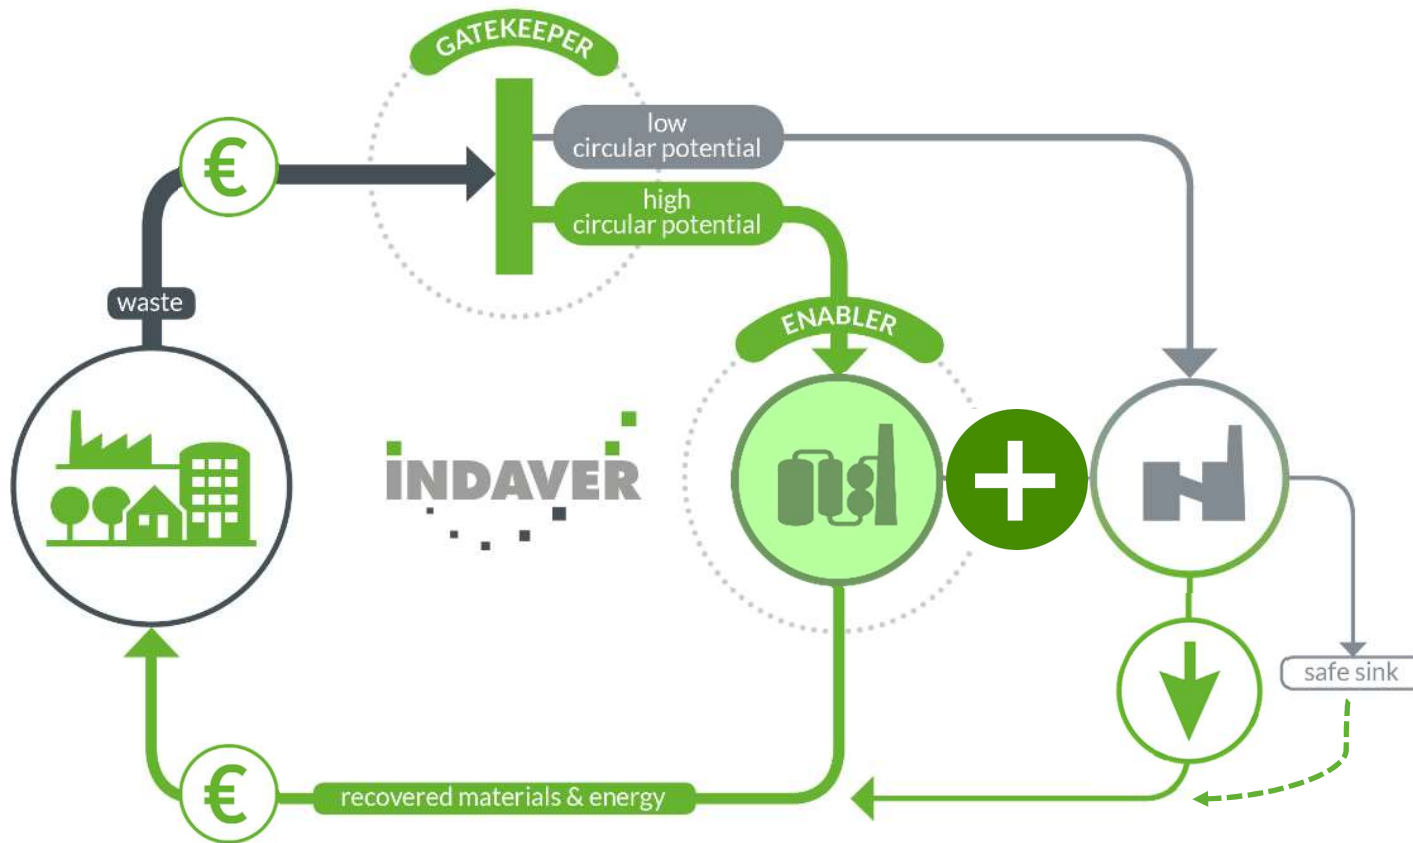 GATEKEEPER
low
circular potential
€
high
circular potential
waste
ENABLER
iNDAVER
safe sink
€
recovered materials & energy